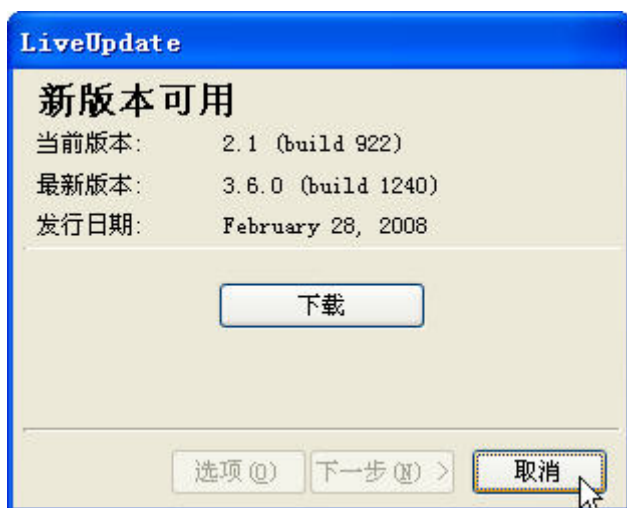 LiveUpdate
新版本可用
当前版本: 2.1 (build 922)
最新版本: 3.6.0 (build 1240)
发行日期: February 28, 2008
下载
选项(O) 下一步(N) > 取消